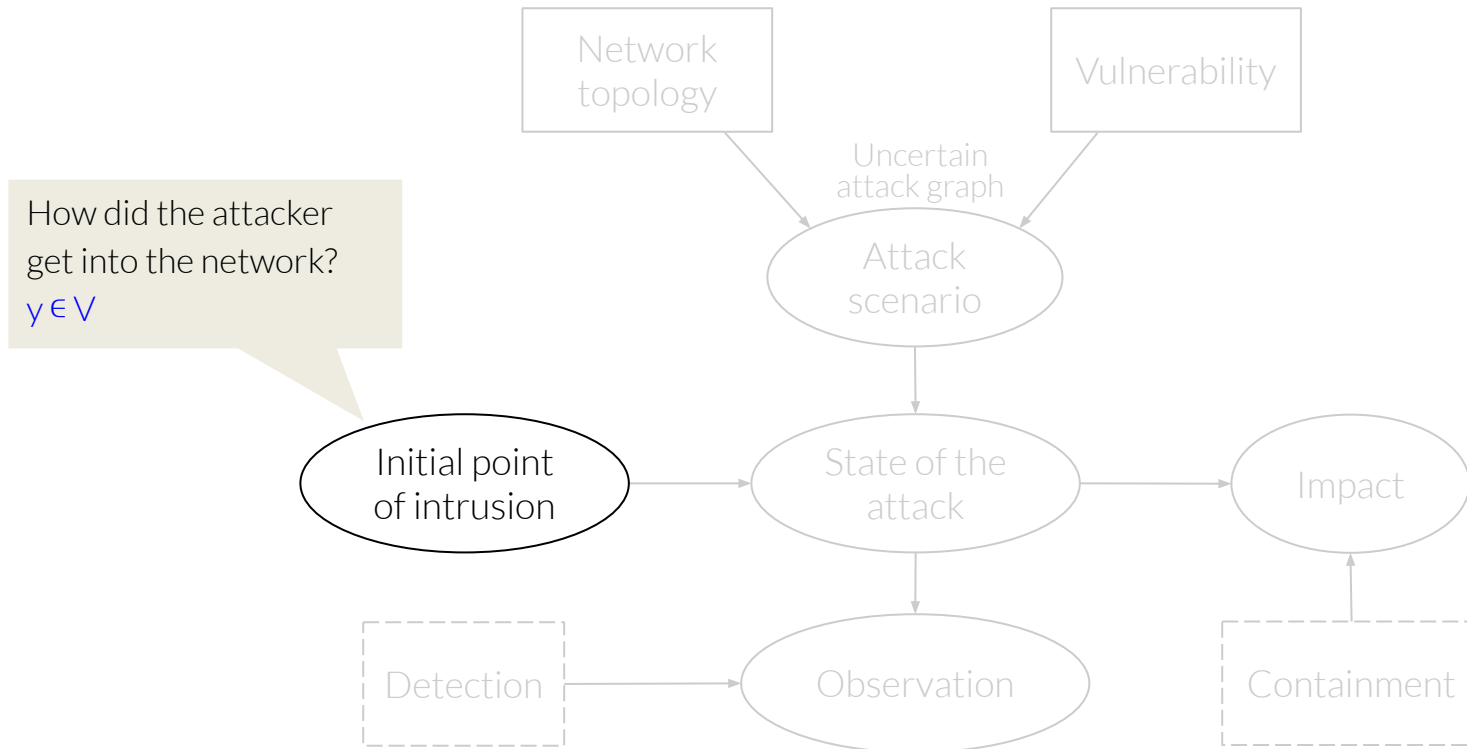 Network
topology
Vulnerability
Uncertain
attack graph
How did the attacker
get into the network?
y ∈ V
Attack
scenario
Initial point
of intrusion
State of the
attack
Impact
Detection
Observation
Containment